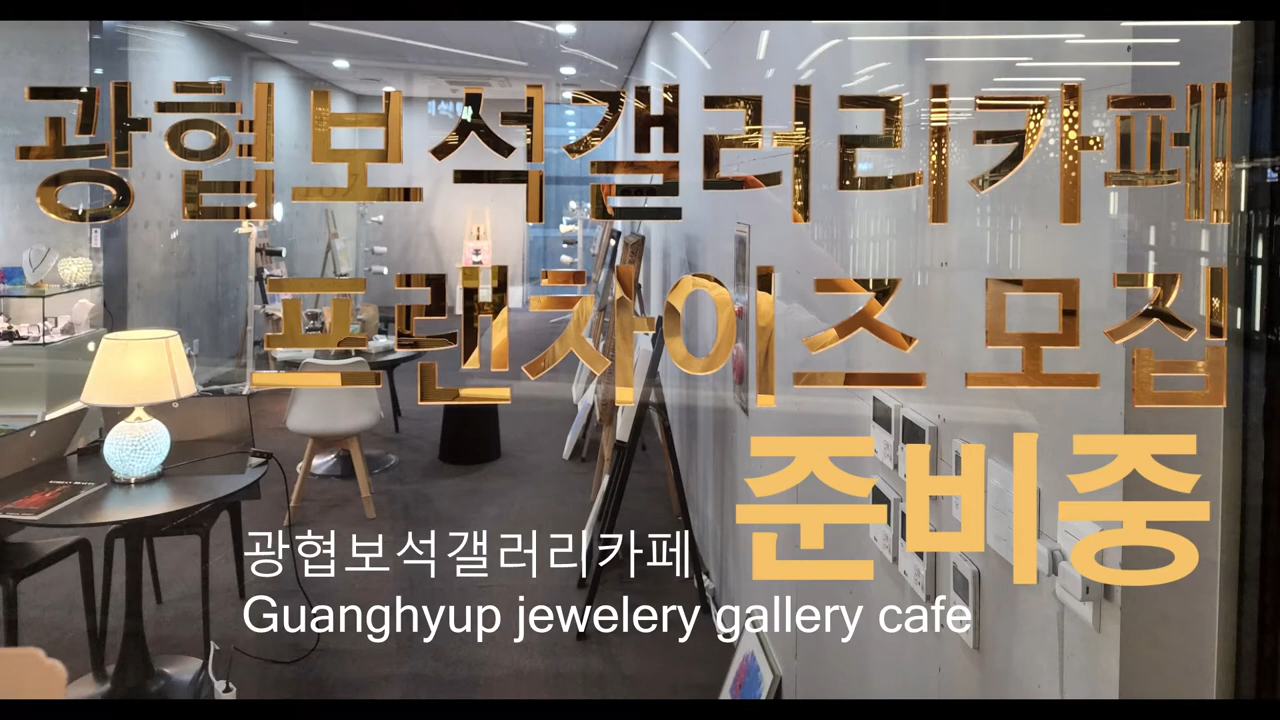 광협보석갤러리카페
프랜차이즈 모집
준비중
광협보석갤러리카페
Guanghyup jewelery gallery cafe